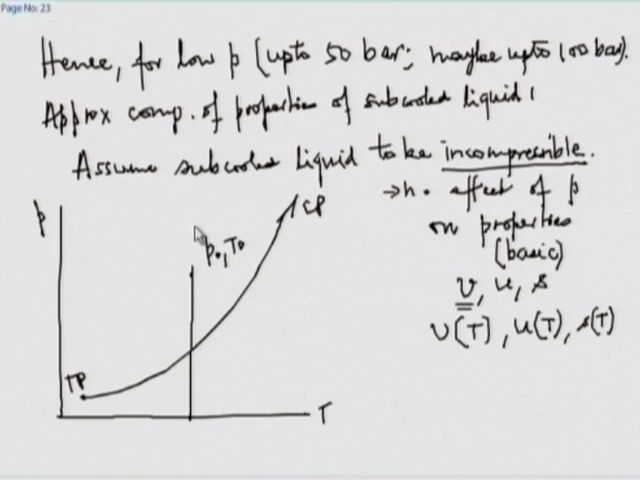 Page No: 23
Hence, for low p (upto 50 bar; maybe upto 100 bar).
Approx comp. of properties of subcooled liquid!
Assume subcooled liquid to be incompressible.
→ n. effect of p
on properties
(basic)
v, u, s
v(T), u(T), s(T)
p
CP
p₀, T₀
TP
T